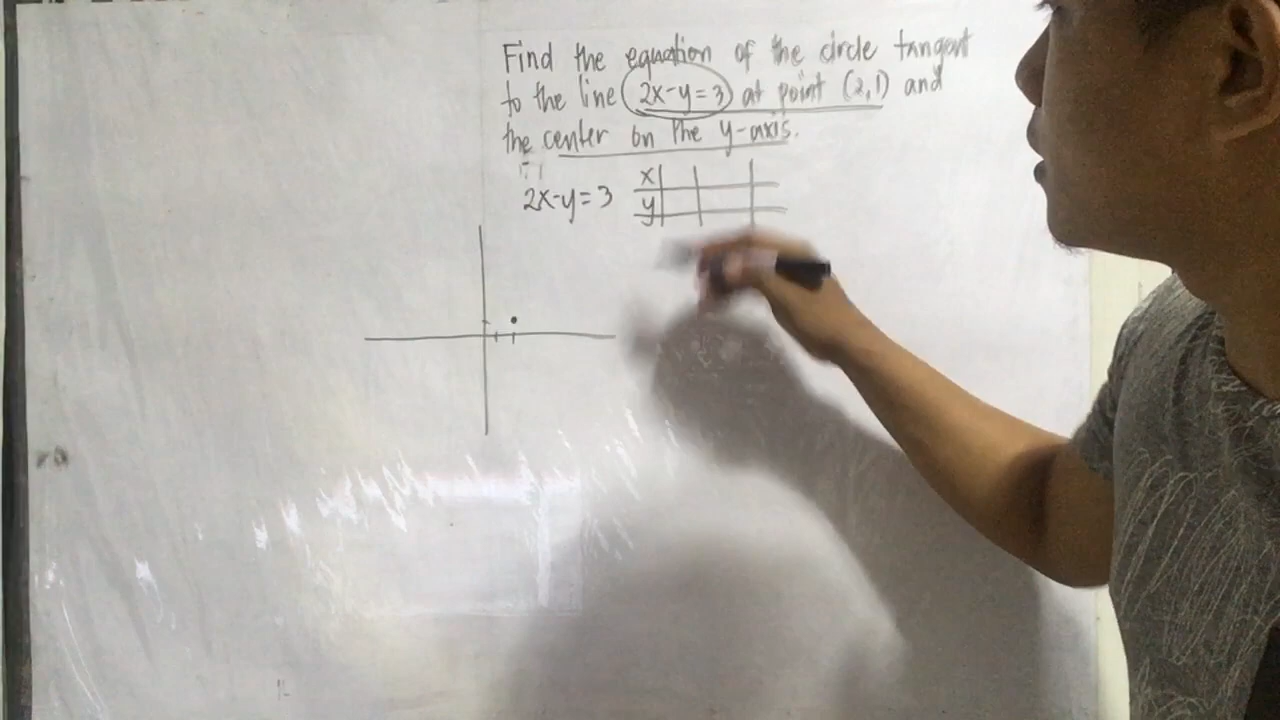 Find the equation of the circle tangent
to the line 2x-y=3 at point (2,1) and
the center on the y-axis.
2x-y=3
x
y